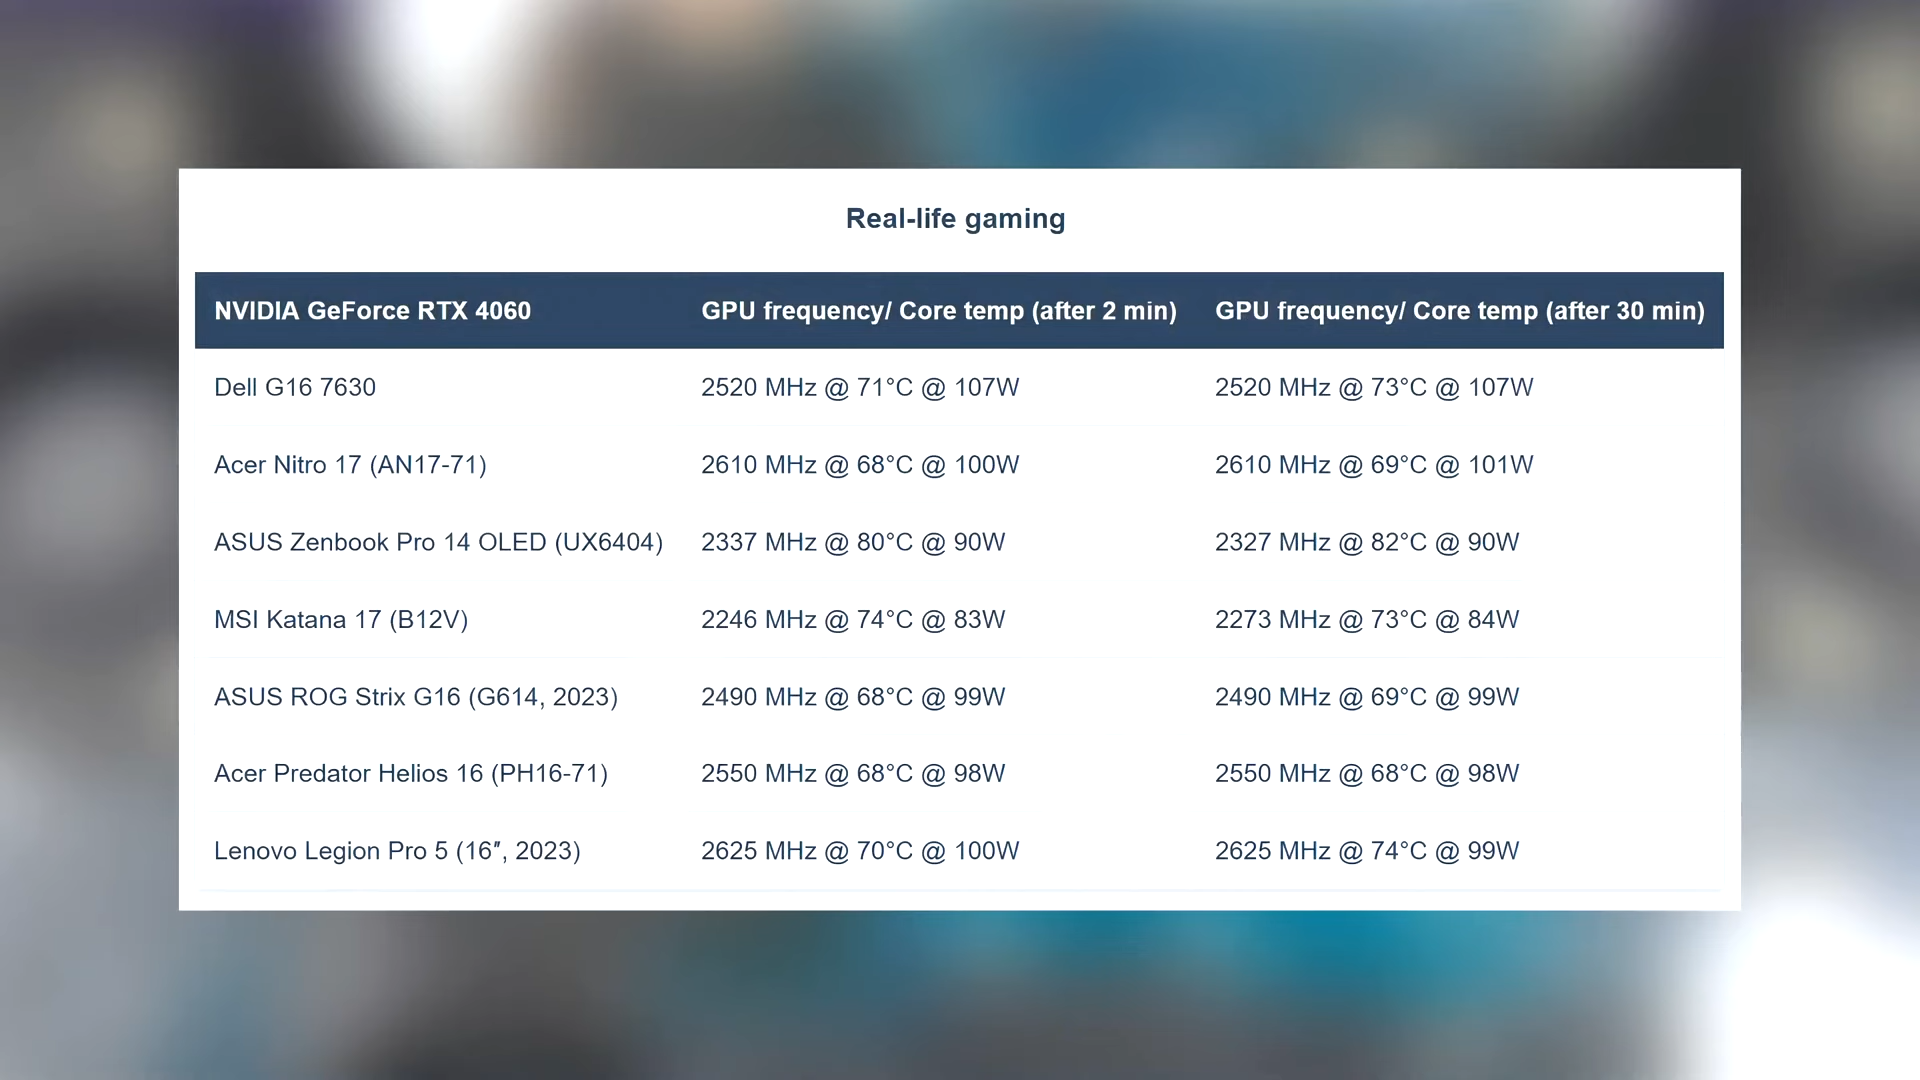 Real-life gaming
NVIDIA GeForce RTX 4060 GPU frequency/ Core temp (after 2 min) GPU frequency/ Core temp (after 30 min)
Dell G16 7630 2520 MHz @ 71°C @ 107W 2520 MHz @ 73°C @ 107W
Acer Nitro 17 (AN17-71) 2610 MHz @ 68°C @ 100W 2610 MHz @ 69°C @ 101W
ASUS Zenbook Pro 14 OLED (UX6404) 2337 MHz @ 80°C @ 90W 2327 MHz @ 82°C @ 90W
MSI Katana 17 (B12V) 2246 MHz @ 74°C @ 83W 2273 MHz @ 73°C @ 84W
ASUS ROG Strix G16 (G614, 2023) 2490 MHz @ 68°C @ 99W 2490 MHz @ 69°C @ 99W
Acer Predator Helios 16 (PH16-71) 2550 MHz @ 68°C @ 98W 2550 MHz @ 68°C @ 98W
Lenovo Legion Pro 5 (16″, 2023) 2625 MHz @ 70°C @ 100W 2625 MHz @ 74°C @ 99W